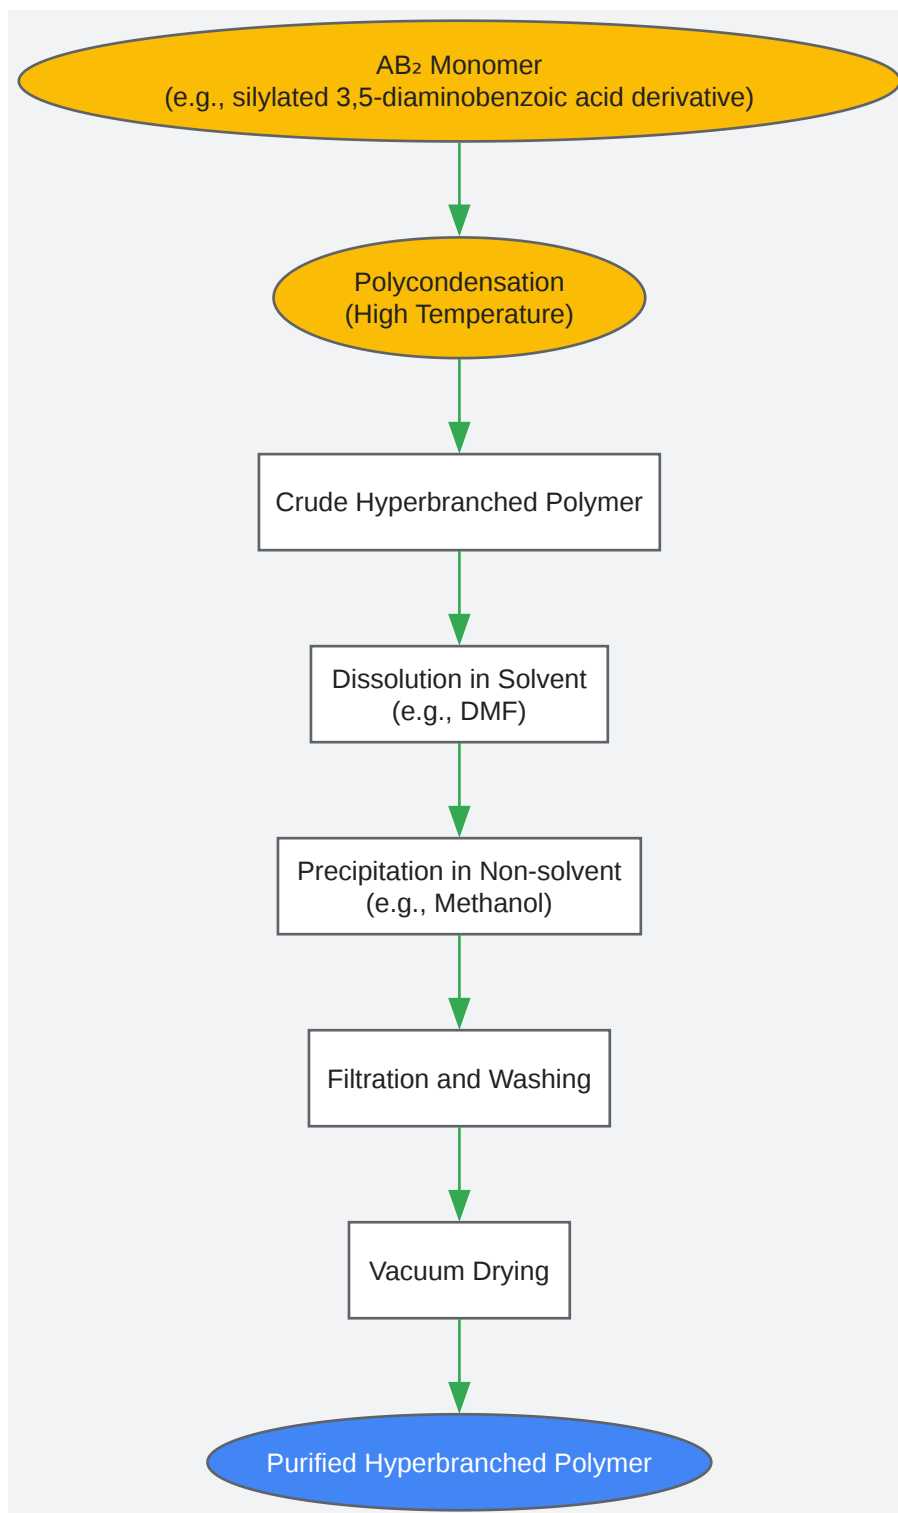 AB₂ Monomer
(e.g., silylated 3,5-diaminobenzoic acid derivative)
Polycondensation
(High Temperature)
Crude Hyperbranched Polymer
Dissolution in Solvent
(e.g., DMF)
Precipitation in Non-solvent
(e.g., Methanol)
Filtration and Washing
Vacuum Drying
Purified Hyperbranched Polymer